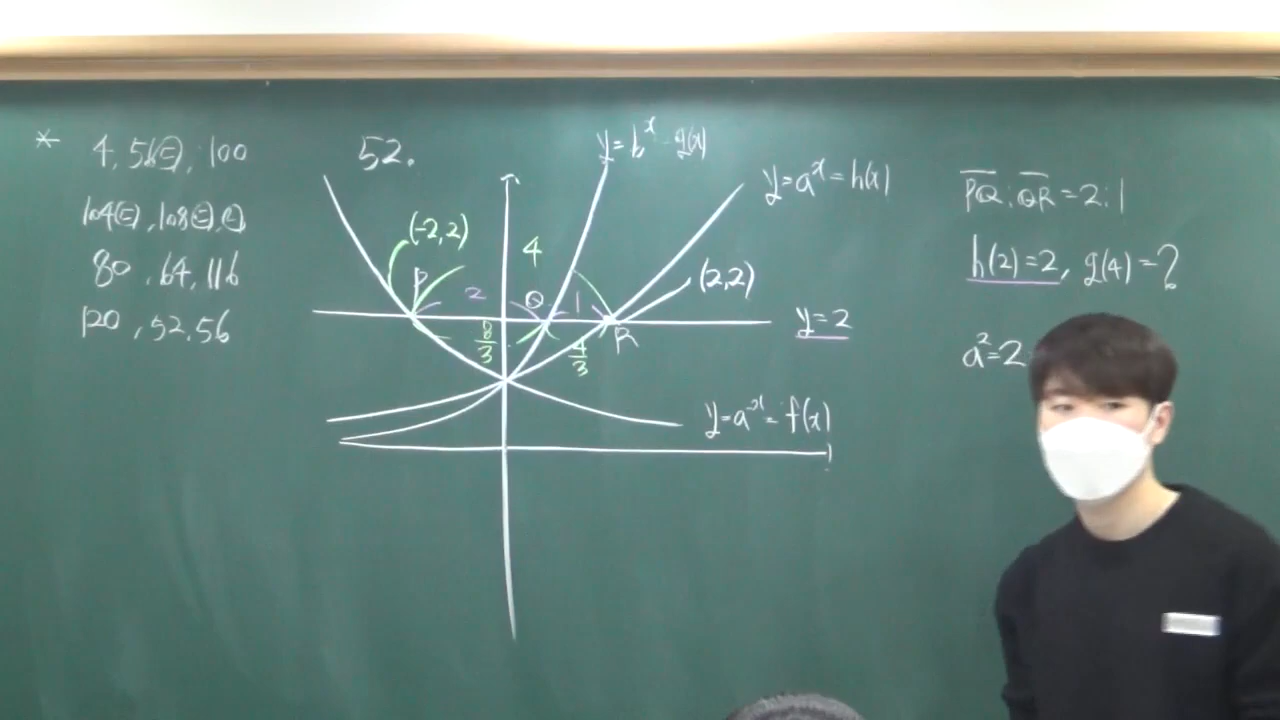 * 4, 56(ㄷ), 100
104(ㄷ), 108(ㄷ), (ㄴ)
80, 64, 116
120, 52, 56
52.
y=b^x=g(x)
y=a^x=h(x)
(-2,2)
4
P
2
Q
1
(2,2)
8/3
4/3
R
y=2
y=a^-x=f(x)
PQ:QR=2:1
h(2)=2, g(4)=?
a²=2